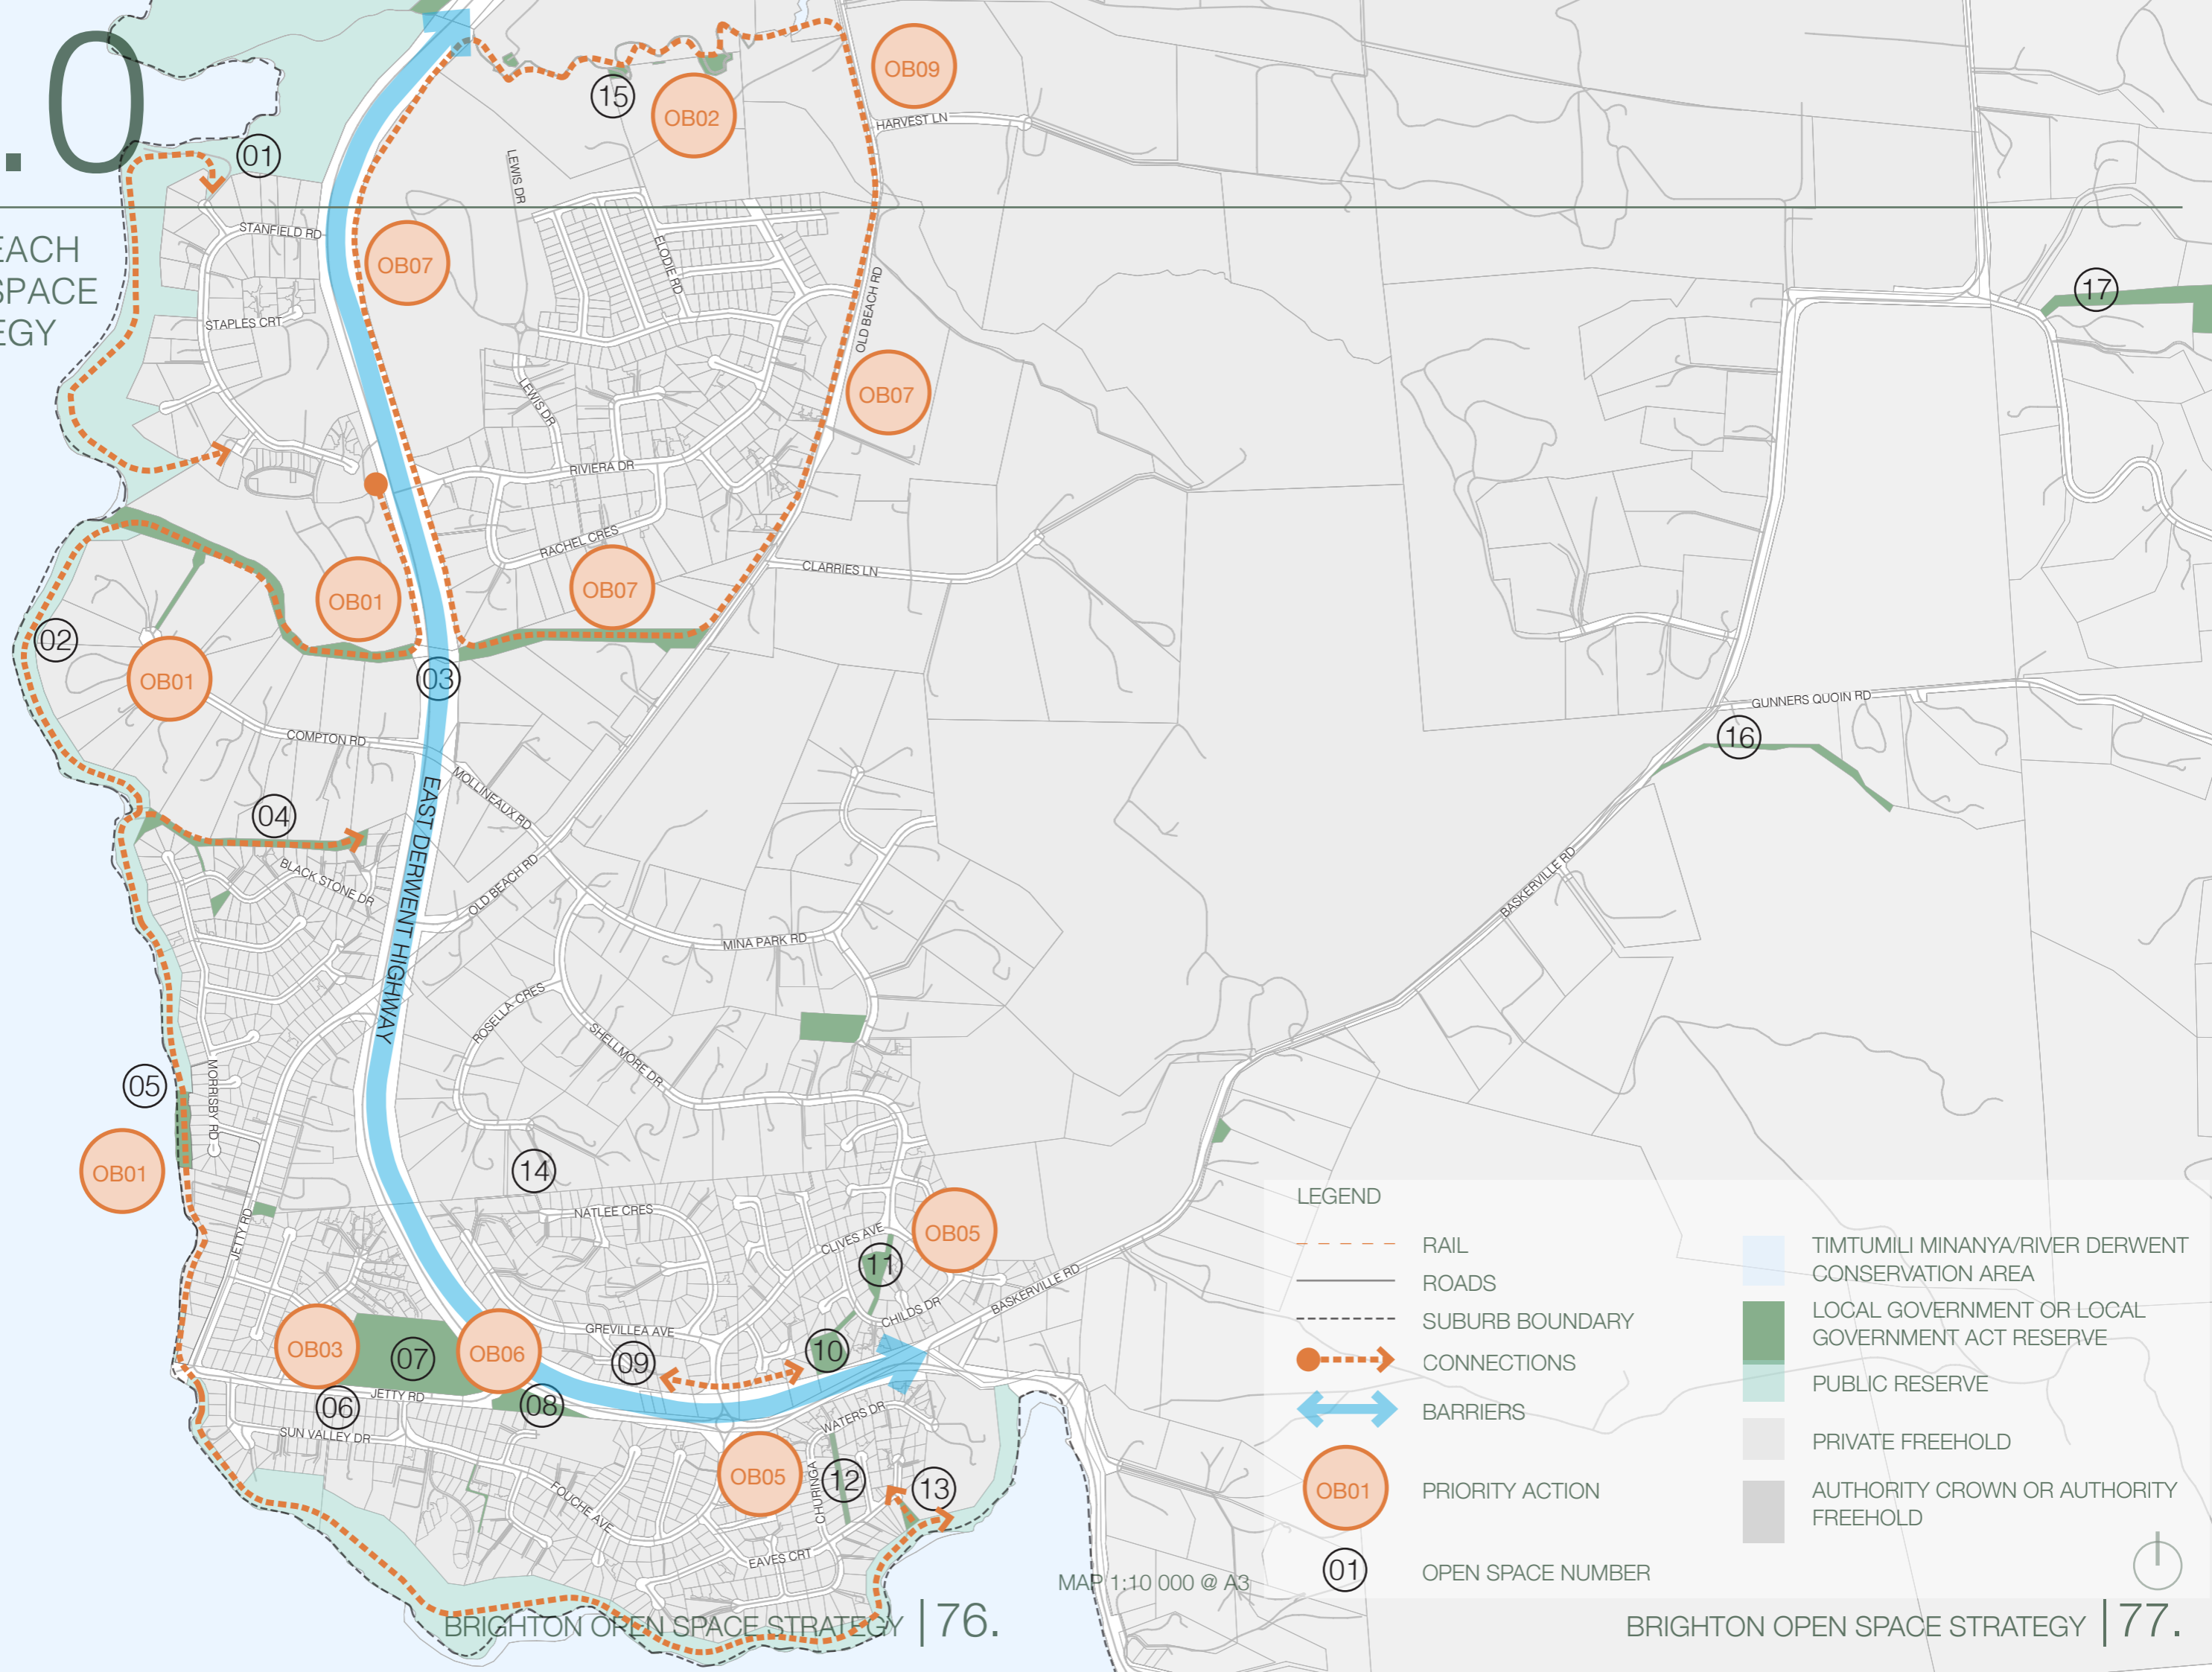 .0
EACH
SPACE
EGY
01
15
OB02
OB09
HARVEST LN
LEWIS DR
STANFIELD RD
OB07
ELODIE RD
17
STAPLES CRT
OLD BEACH RD
OB07
LEWIS DR
RIVIERA DR
RACHEL CRES
CLARRIES LN
OB01
OB07
02
OB01
03
COMPTON RD
GUNNERS QUOIN RD
16
MOLLINEAUX RD
04
EAST DERWENT HIGHWAY
BLACK STONE DR
OLD BEACH RD
BASKERVILLE RD
MINA PARK RD
ROSELLA CRES
SHELLMORE DR
05
MORRISBY RD
OB01
14
NATLEE CRES
JETTY RD
CLIVES AVE
OB05
11
CHILDS DR
BASKERVILLE RD
OB03
07
OB06
GREVILLEA AVE
09
10
JETTY RD
06
08
SUN VALLEY DR
WATERS DR
OB05
CHURINGA
12
13
FOUCHE AVE
EAVES CRT
LEGEND
RAIL
ROADS
SUBURB BOUNDARY
CONNECTIONS
BARRIERS
OB01
PRIORITY ACTION
01
OPEN SPACE NUMBER
TIMTUMILI MINANYA/RIVER DERWENT
CONSERVATION AREA
LOCAL GOVERNMENT OR LOCAL
GOVERNMENT ACT RESERVE
PUBLIC RESERVE
PRIVATE FREEHOLD
AUTHORITY CROWN OR AUTHORITY
FREEHOLD
MAP 1:10 000 @ A3
BRIGHTON OPEN SPACE STRATEGY | 76.
BRIGHTON OPEN SPACE STRATEGY | 77.